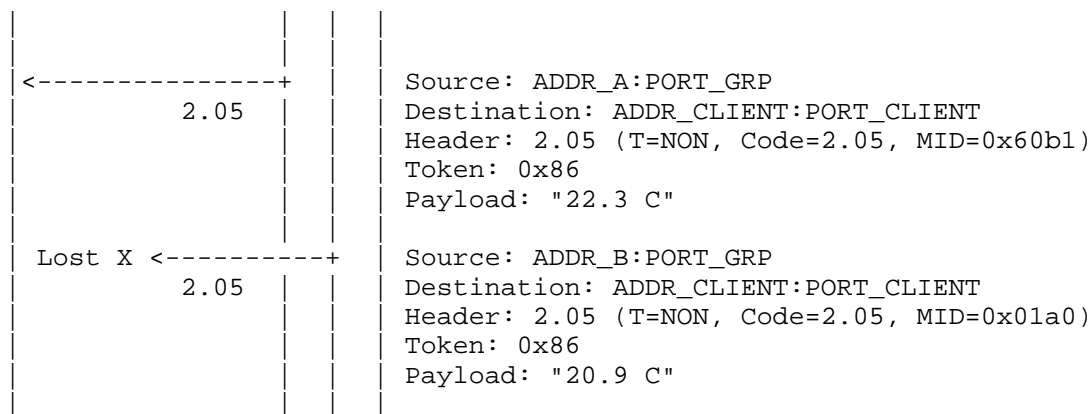 |                      |   |   |
|                      |   |   |
|<---------------+ |   | Source: ADDR_A:PORT_GRP
|           2.05   |   |   | Destination: ADDR_CLIENT:PORT_CLIENT
|                      |   |   | Header: 2.05 (T=NON, Code=2.05, MID=0x60b1)
|                      |   |   | Token: 0x86
|                      |   |   | Payload: "22.3 C"
|                      |   |   |
| Lost X <----------+   | Source: ADDR_B:PORT_GRP
|           2.05   |   |   | Destination: ADDR_CLIENT:PORT_CLIENT
|                      |   |   | Header: 2.05 (T=NON, Code=2.05, MID=0x01a0)
|                      |   |   | Token: 0x86
|                      |   |   | Payload: "20.9 C"
|                      |   |   |